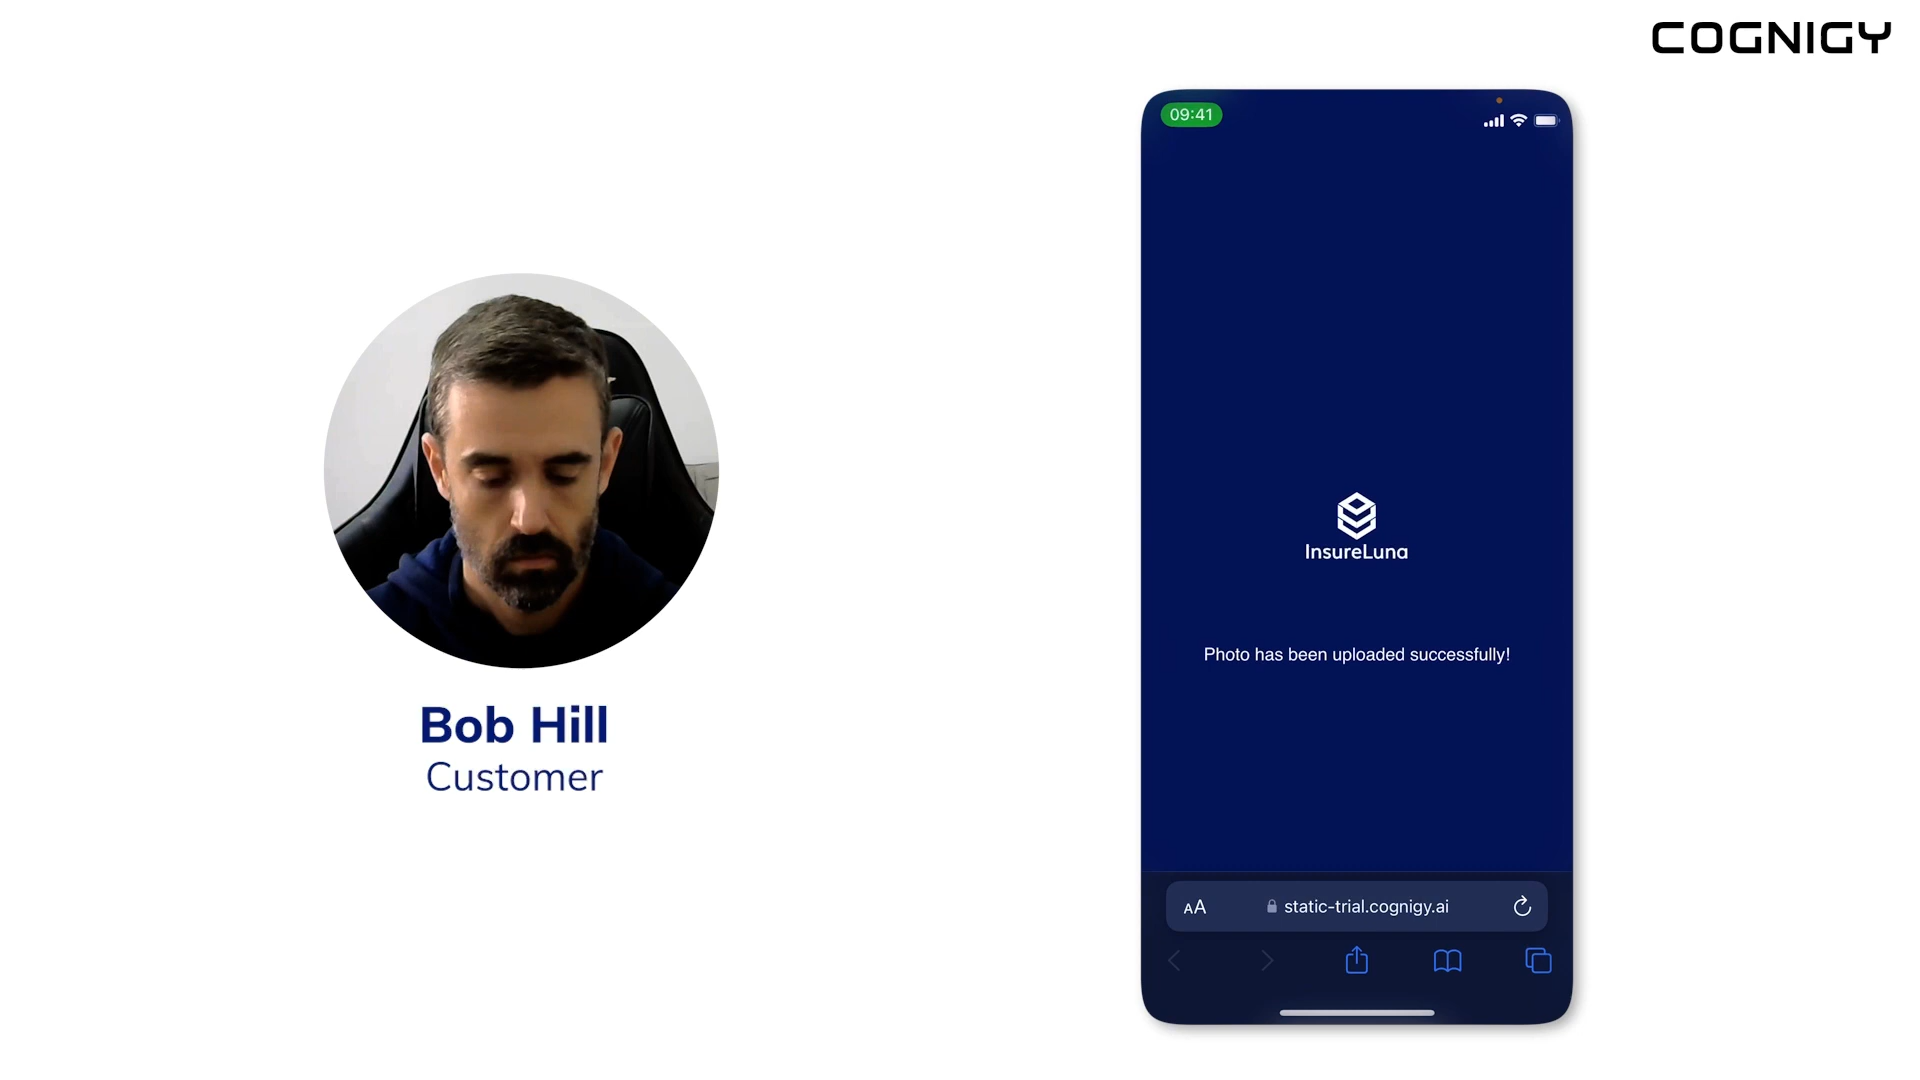 COGNIGY
09:41
InsureLuna
Photo has been uploaded successfully!
Bob Hill
Customer
AA
static-trial.cognigy.ai